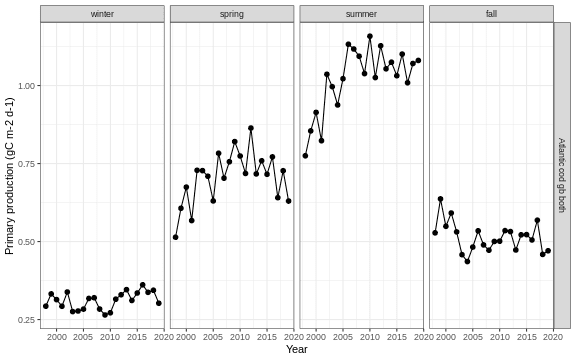 winter
spring
summer
fall
Primary production (gC m-2 d-1)
1.00
0.75
0.50
0.25
Atlantic cod gb both
2000 2005 2010 2015 2020
2000 2005 2010 2015 2020
2000 2005 2010 2015 2020
2000 2005 2010 2015 2020
Year